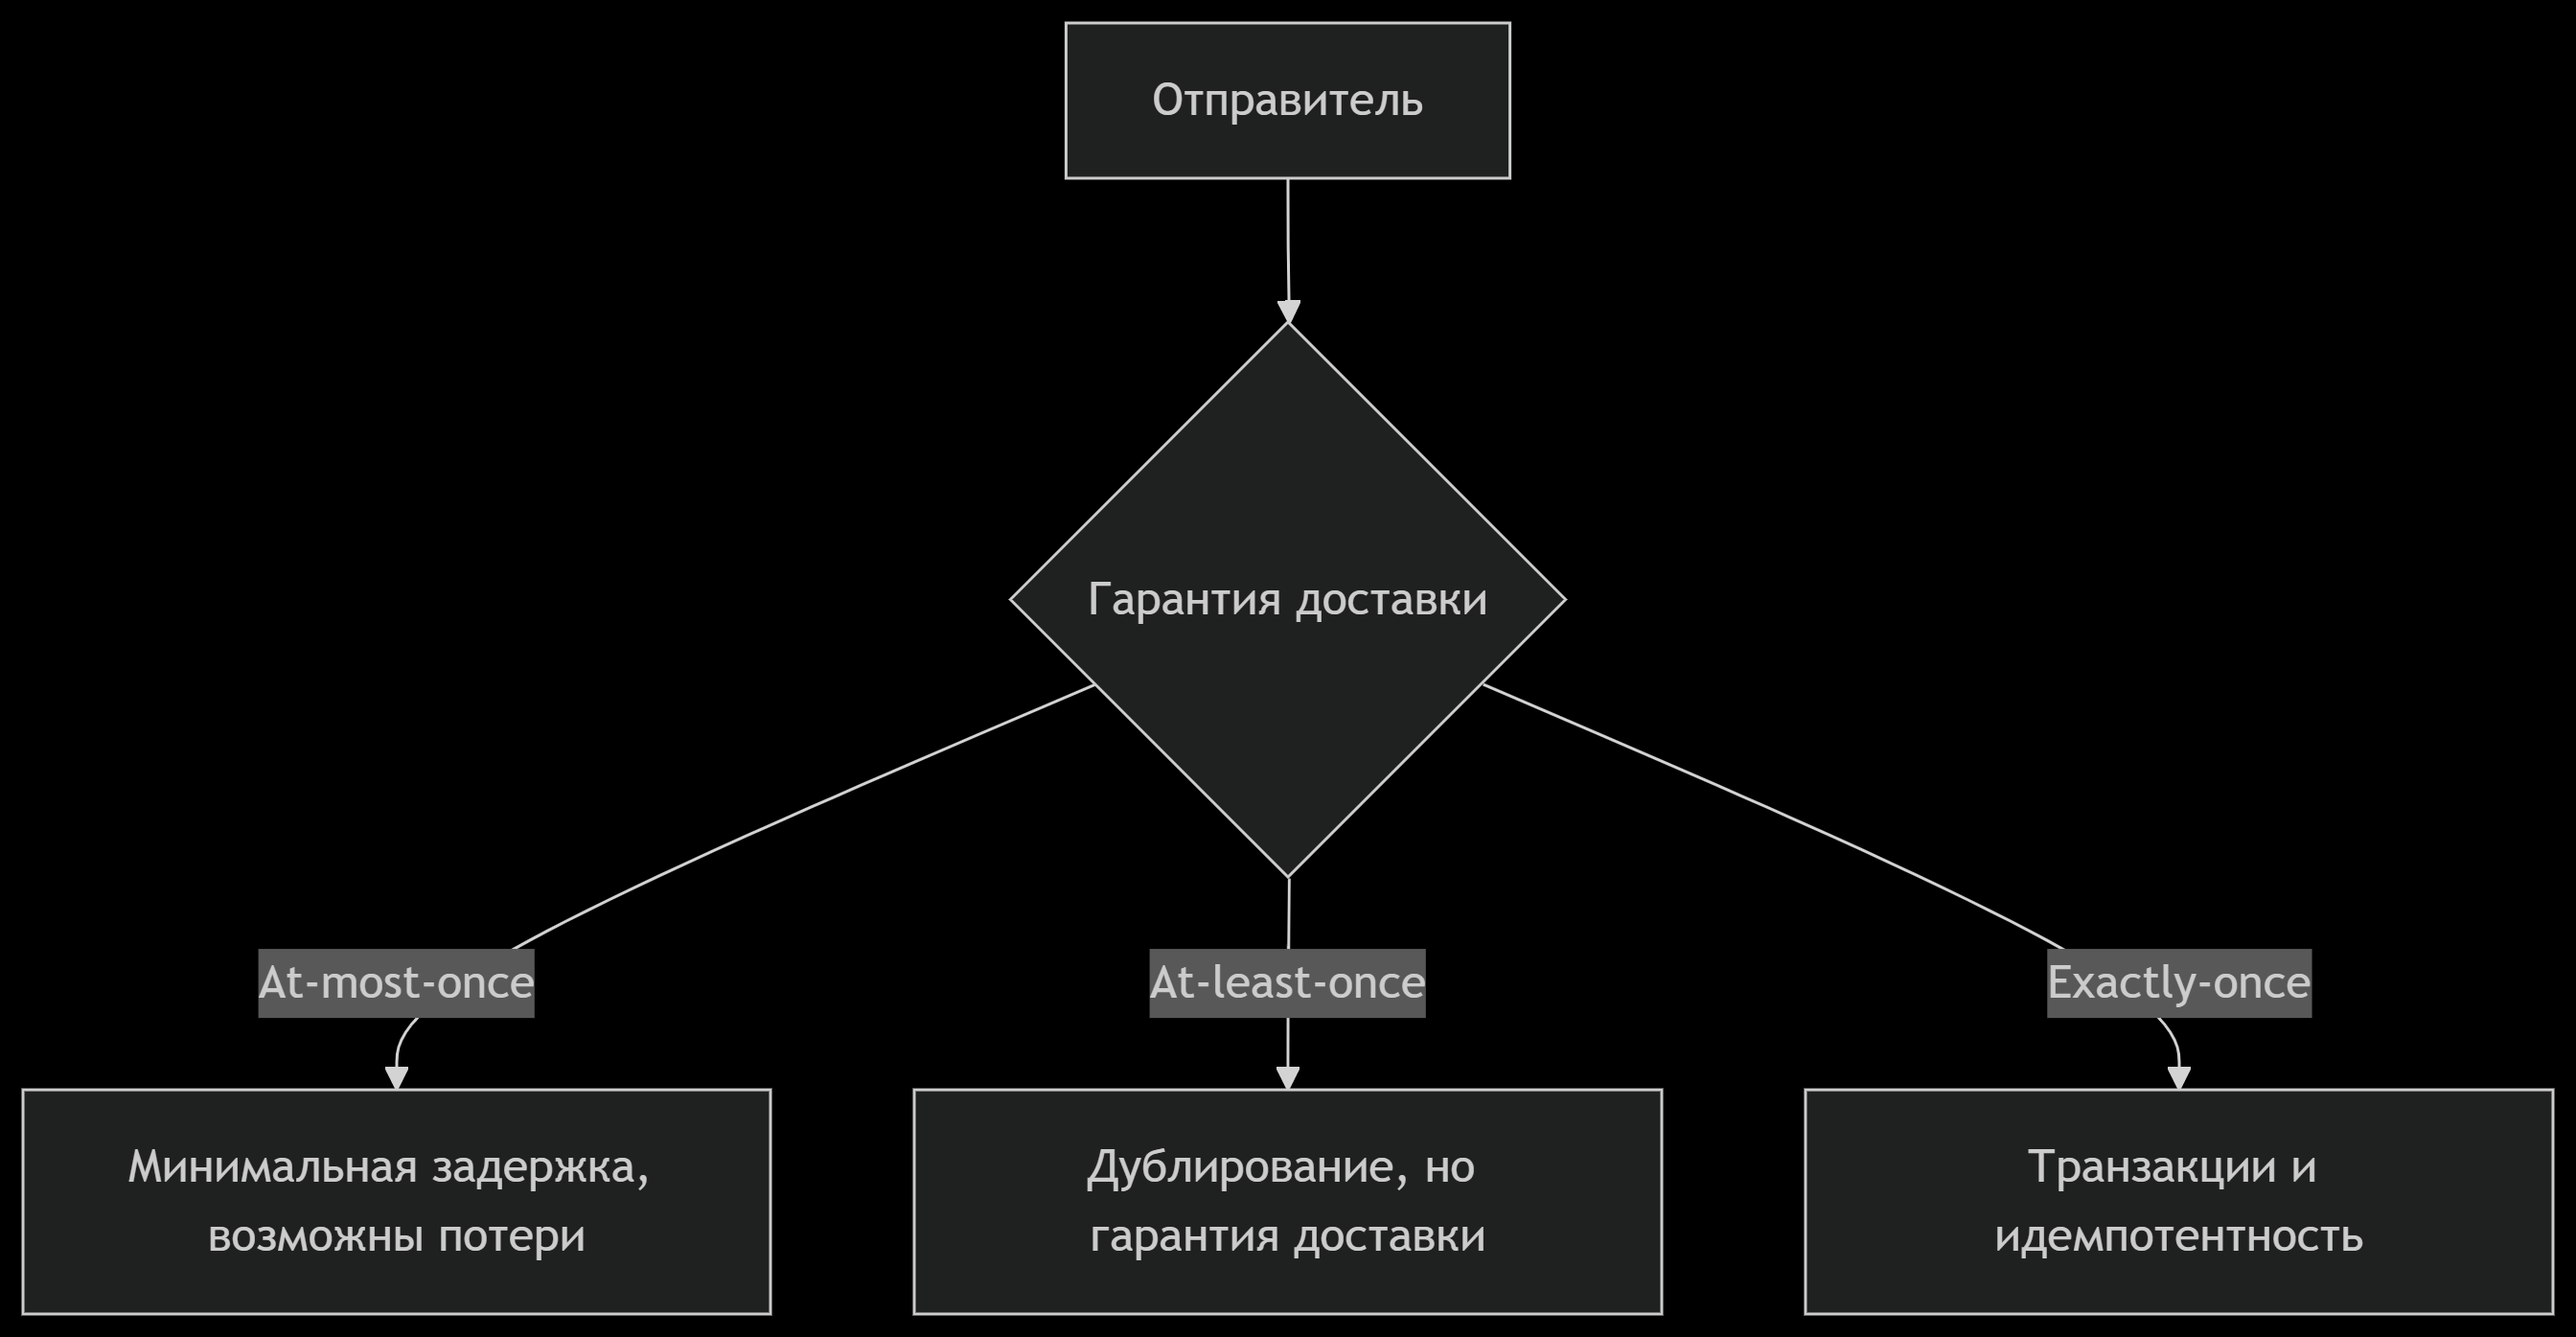 Отправитель
Гарантия доставки
At-most-once
At-least-once
Exactly-once
Минимальная задержка,
возможны потери
Дублирование, но
гарантия доставки
Транзакции и
идемпотентность